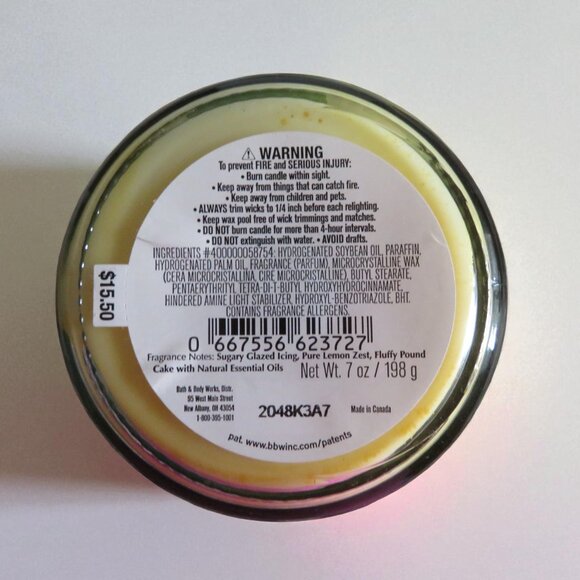 ⚠ WARNING
To prevent FIRE and SERIOUS INJURY:
• Burn candle within sight.
• Keep away from things that can catch fire.
• Keep away from children and pets.
• ALWAYS trim wicks to 1/4 inch before each relighting.
• Keep wax pool free of wick trimmings and matches.
• DO NOT burn candle for more than 4-hour intervals.
• DO NOT extinguish with water. • AVOID drafts.
INGREDIENTS #400000058754: HYDROGENATED SOYBEAN OIL, PARAFFIN,
HYDROGENATED PALM OIL, FRAGRANCE (PARFUM), MICROCRYSTALLINE WAX
(CERA MICROCRISTALLINA, CIRE MICROCRISTALLINE), BUTYL STEARATE,
PENTAERYTHRITYL TETRA-DI-T-BUTYL HYDROXYHYDROCINNAMATE,
HINDERED AMINE LIGHT STABILIZER, HYDROXYL-BENZOTRIAZOLE, BHT.
CONTAINS FRAGRANCE ALLERGENS.
$15.50
0 667556 623727
Fragrance Notes: Sugary Glazed Icing, Pure Lemon Zest, Fluffy Pound
Cake with Natural Essential Oils
Net Wt. 7 oz / 198 g
Bath & Body Works, Distr.
95 West Main Street
New Albany, OH 43054
1-800-395-1001
2048K3A7
Made in Canada
pat. www.bbwinc.com/patents